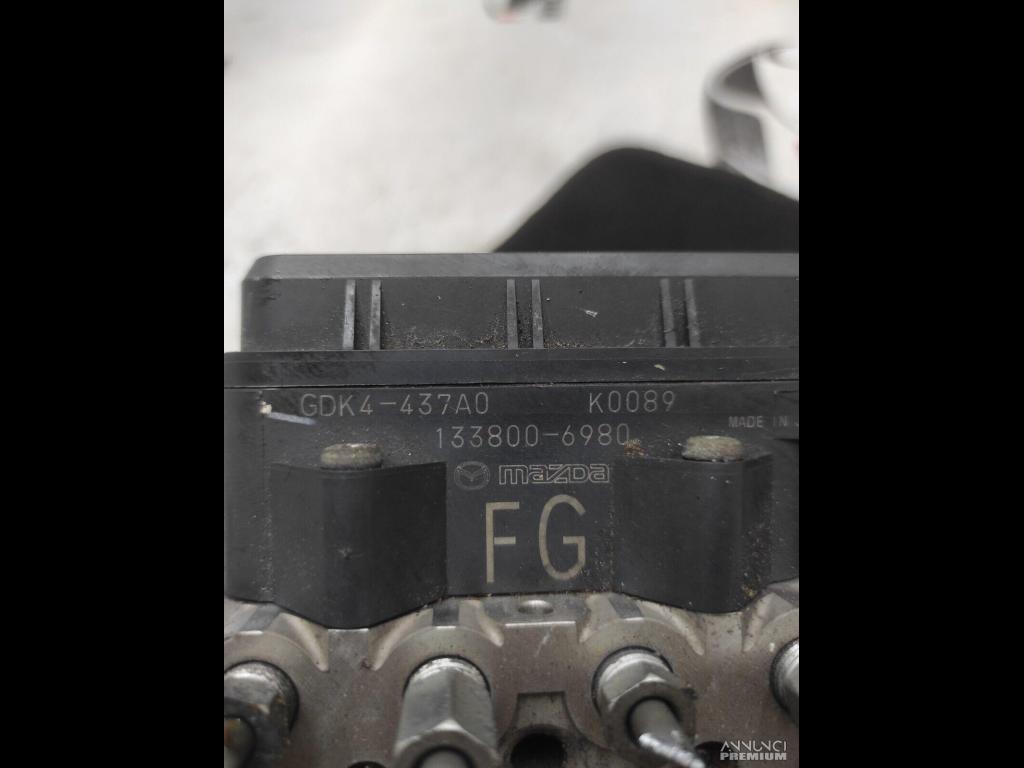 GDK4-437A0 K0089
133800-6980 MADE IN
mazda
FG
ANNUNCI
PREMIUM